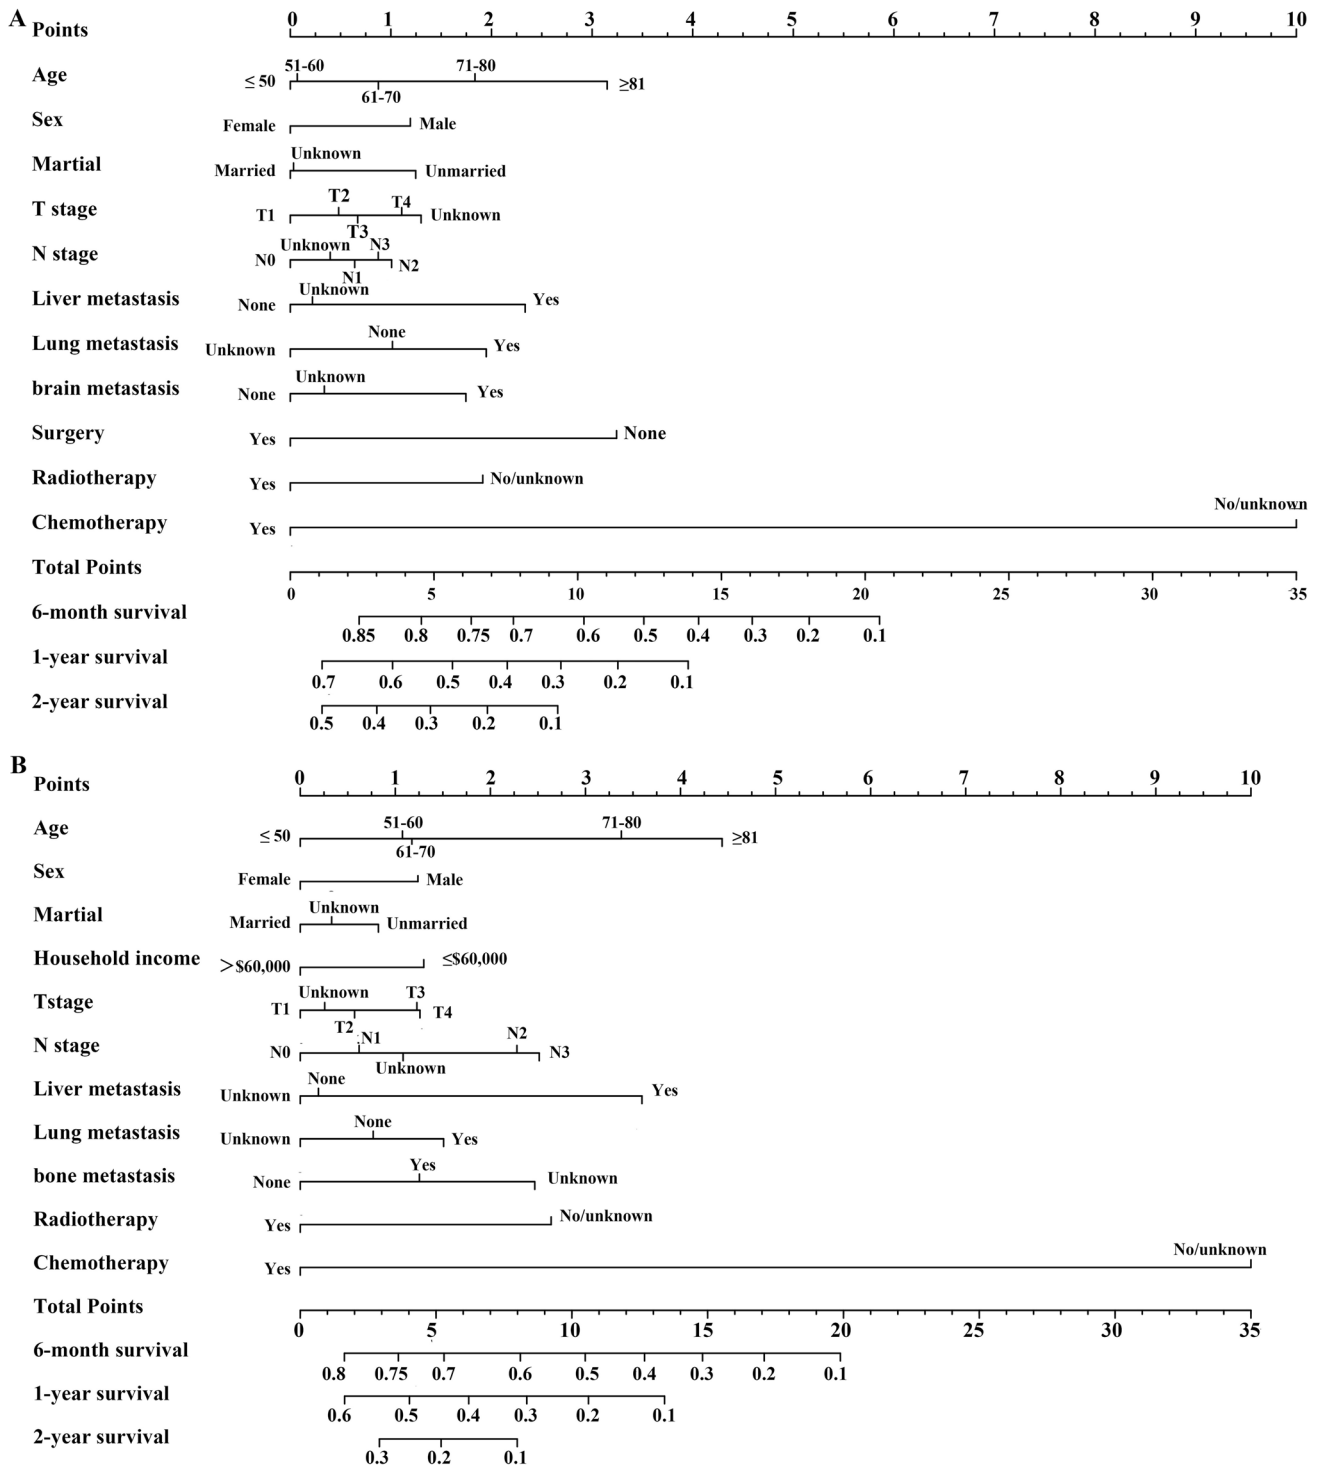 A
Points 0 1 2 3 4 5 6 7 8 9 10
51-60 71-80
Age ≤ 50 ≥81
61-70
Sex Female Male
Unknown
Martial Married Unmarried
T2 T4
T stage T1 Unknown
T3
Unknown N3
N stage N0 N2
N1
Unknown
Liver metastasis None Yes
None
Lung metastasis Unknown Yes
Unknown
brain metastasis None Yes
Surgery Yes None
Radiotherapy Yes No/unknown
No/unknown
Chemotherapy Yes
Total Points
0 5 10 15 20 25 30 35
6-month survival
0.85 0.8 0.75 0.7 0.6 0.5 0.4 0.3 0.2 0.1
1-year survival
0.7 0.6 0.5 0.4 0.3 0.2 0.1
2-year survival
0.5 0.4 0.3 0.2 0.1
B
Points 0 1 2 3 4 5 6 7 8 9 10
51-60 71-80
Age ≤ 50 ≥81
61-70
Sex Female Male
Unknown
Martial Married Unmarried
Household income >$60,000 ≤$60,000
Unknown T3
Tstage T1 T4
T2
N1 N2
N stage N0 N3
Unknown
None
Liver metastasis Unknown Yes
None
Lung metastasis Unknown Yes
Yes
bone metastasis None Unknown
Radiotherapy Yes No/unknown
No/unknown
Chemotherapy Yes
Total Points
0 5 10 15 20 25 30 35
6-month survival
0.8 0.75 0.7 0.6 0.5 0.4 0.3 0.2 0.1
1-year survival
0.6 0.5 0.4 0.3 0.2 0.1
2-year survival
0.3 0.2 0.1